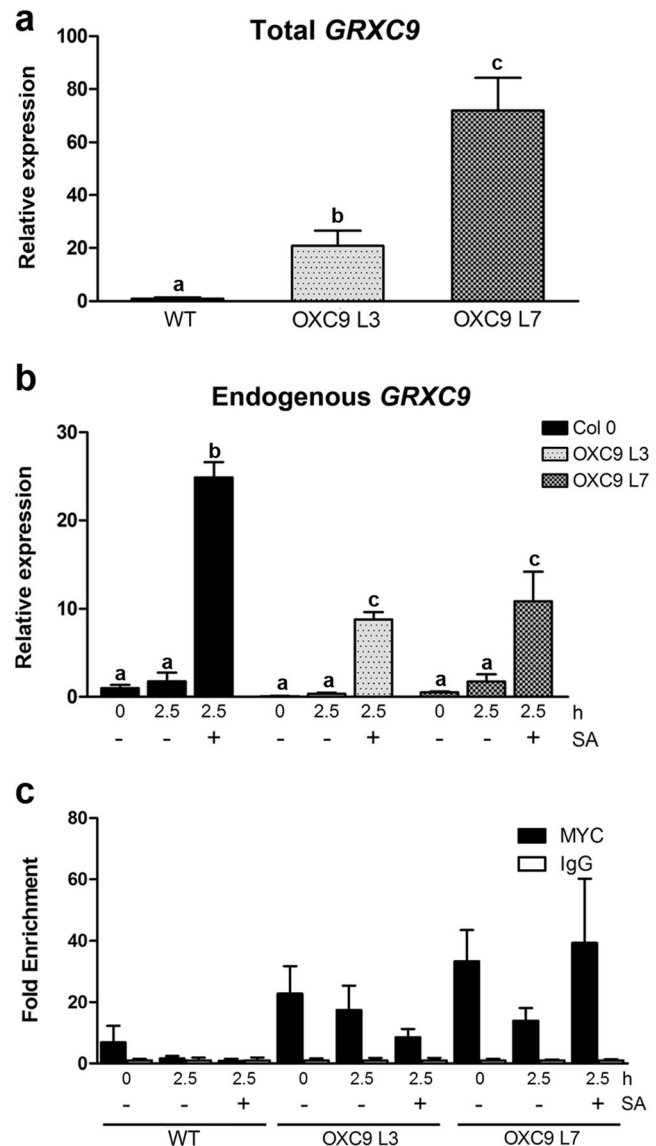 a
Total GRXC9
Relative expression
100
80
60
40
20
0
a
b
c
WT
OXC9 L3
OXC9 L7
b
Endogenous GRXC9
Relative expression
30
20
10
0
Col 0
OXC9 L3
OXC9 L7
a a b a a c a a c
0 2.5 2.5 0 2.5 2.5 0 2.5 2.5 h
- - + - - + - - + SA
c
Fold Enrichment
80
60
40
20
0
MYC
IgG
0 2.5 2.5 0 2.5 2.5 0 2.5 2.5 h
- - + - - + - - + SA
WT OXC9 L3 OXC9 L7